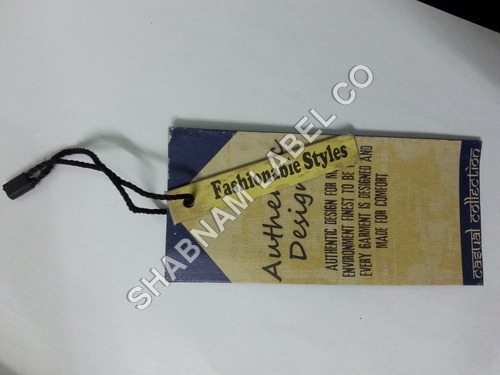 Fashionable Styles
Authe
Design
AUTHENTIC DESIGN FOR M
ENVIRONMENT FINEST TO BE
EVERY GARMENT IS DESIGNED AND
MADE FOR COMFORT
casual collection
SHABNAM LABEL CO